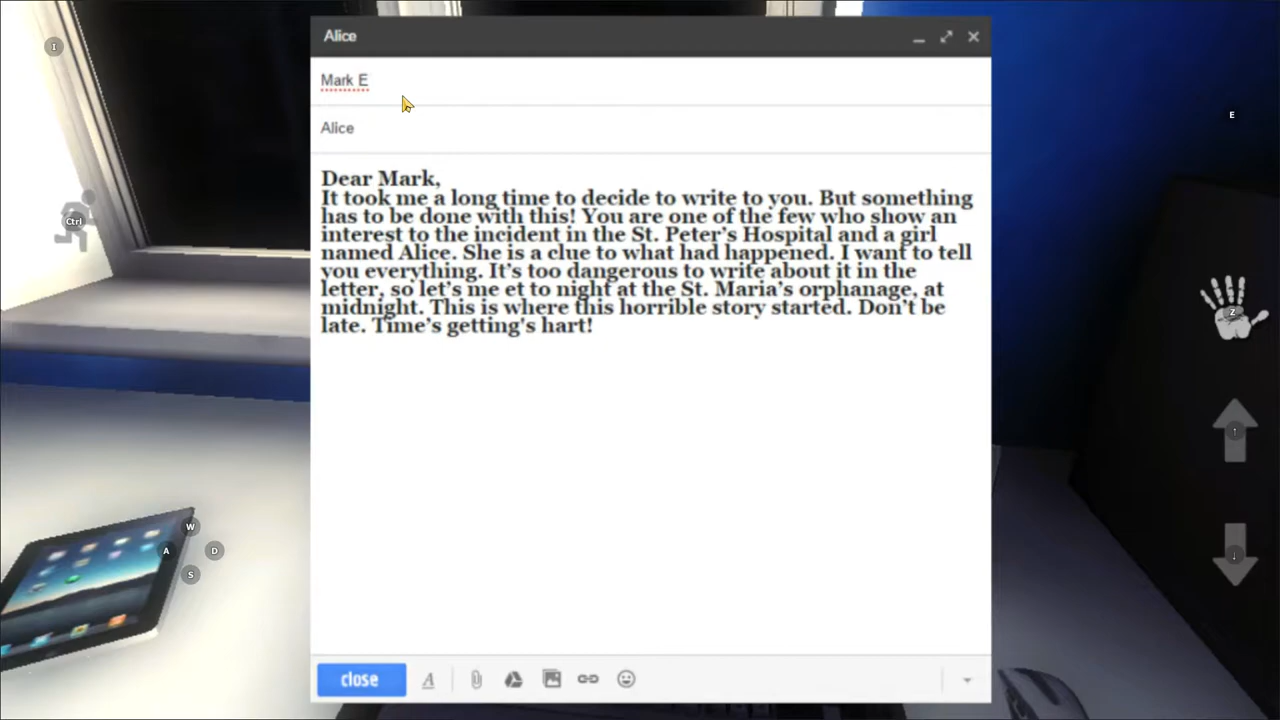 Alice
Mark E
Alice
Dear Mark,
It took me a long time to decide to write to you. But something
has to be done with this! You are one of the few who show an
interest to the incident in the St. Peter’s Hospital and a girl
named Alice. She is a clue to what had happened. I want to tell
you everything. It’s too dangerous to write about it in the
letter, so let’s me et to night at the St. Maria’s orphanage, at
midnight. This is where this horrible story started. Don’t be
late. Time’s getting's hart!
close
A
I
Ctrl
W
A
D
S
E
Z
↑
↓